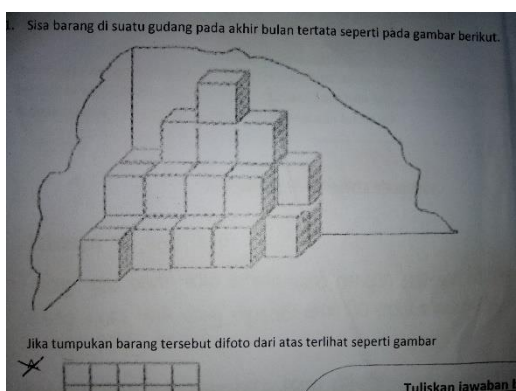 1. Sisa barang di suatu gudang pada akhir bulan tertata seperti pada gambar berikut.
Jika tumpukan barang tersebut difoto dari atas terlihat seperti gambar
Tuliskan jawaban